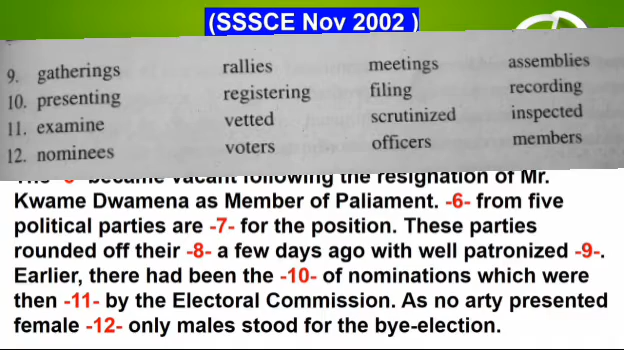 (SSSCE Nov 2002 )
9. gatherings rallies meetings assemblies
10. presenting registering filing recording
11. examine vetted scrutinized inspected
12. nominees voters officers members
became vacant following the resignation of Mr.
Kwame Dwamena as Member of Paliament. -6- from five
political parties are -7- for the position. These parties
rounded off their -8- a few days ago with well patronized -9-.
Earlier, there had been the -10- of nominations which were
then -11- by the Electoral Commission. As no arty presented
female -12- only males stood for the bye-election.